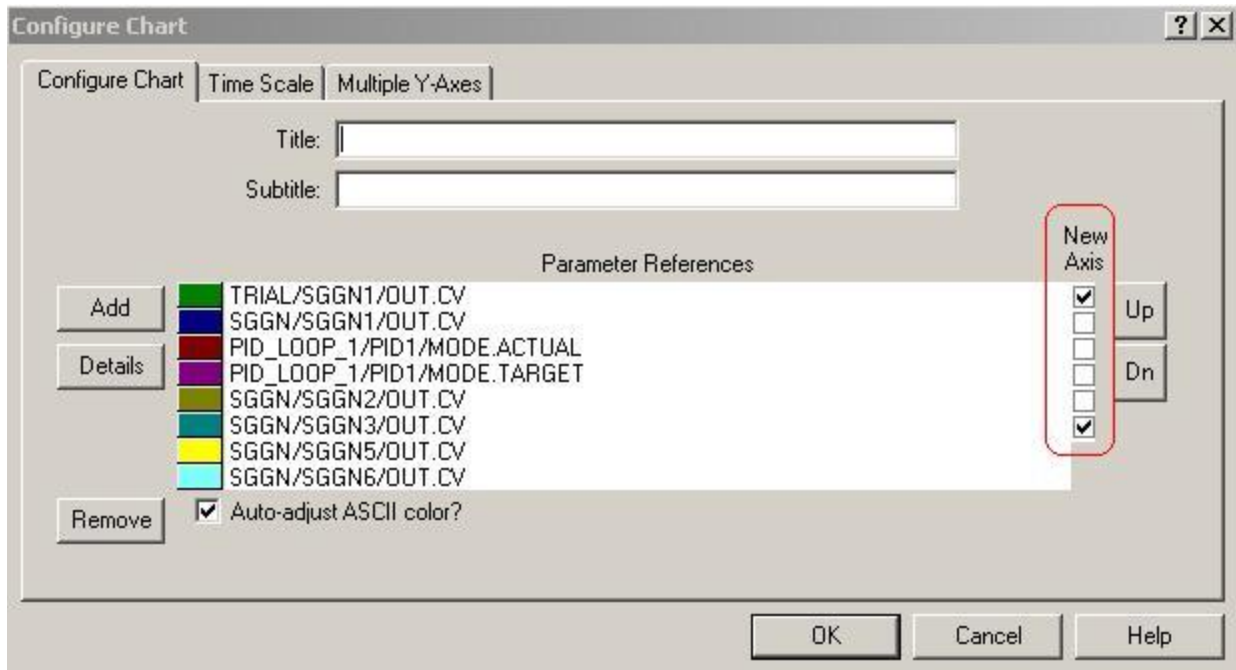 Configure Chart
Configure Chart Time Scale Multiple Y-Axes
Title:
Subtitle:
New
Axis
Parameter References
Add
Details
Remove
TRIAL/SGGN1/OUT.CV
SGGN/SGGN1/OUT.CV
PID_LOOP_1/PID1/MODE.ACTUAL
PID_LOOP_1/PID1/MODE.TARGET
SGGN/SGGN2/OUT.CV
SGGN/SGGN3/OUT.CV
SGGN/SGGN5/OUT.CV
SGGN/SGGN6/OUT.CV
Up
Dn
Auto-adjust ASCII color?
OK Cancel Help